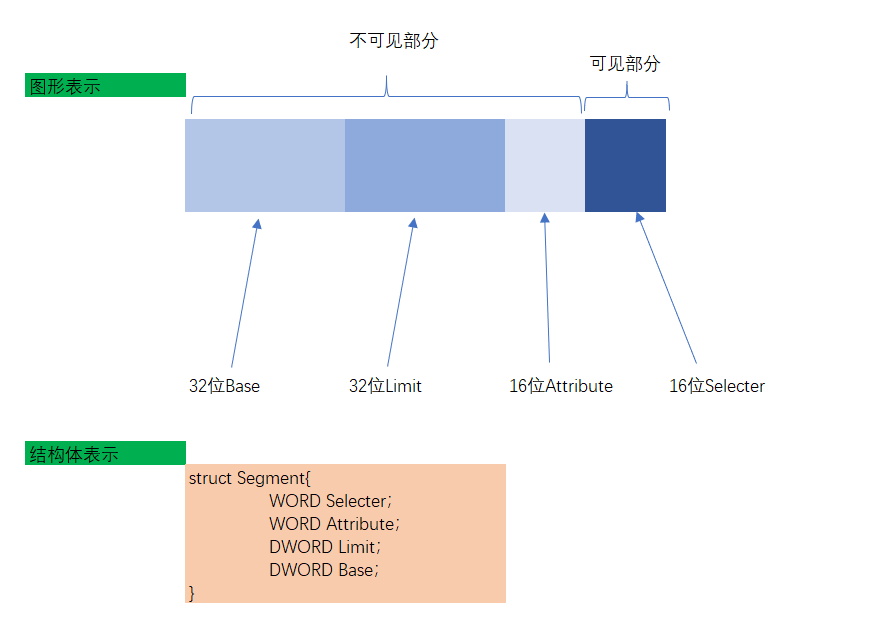 不可见部分
可见部分
图形表示
32位Base
32位Limit
16位Attribute
16位Selecter
结构体表示
struct Segment{
WORD Selecter;
WORD Attribute;
DWORD Limit;
DWORD Base;
}